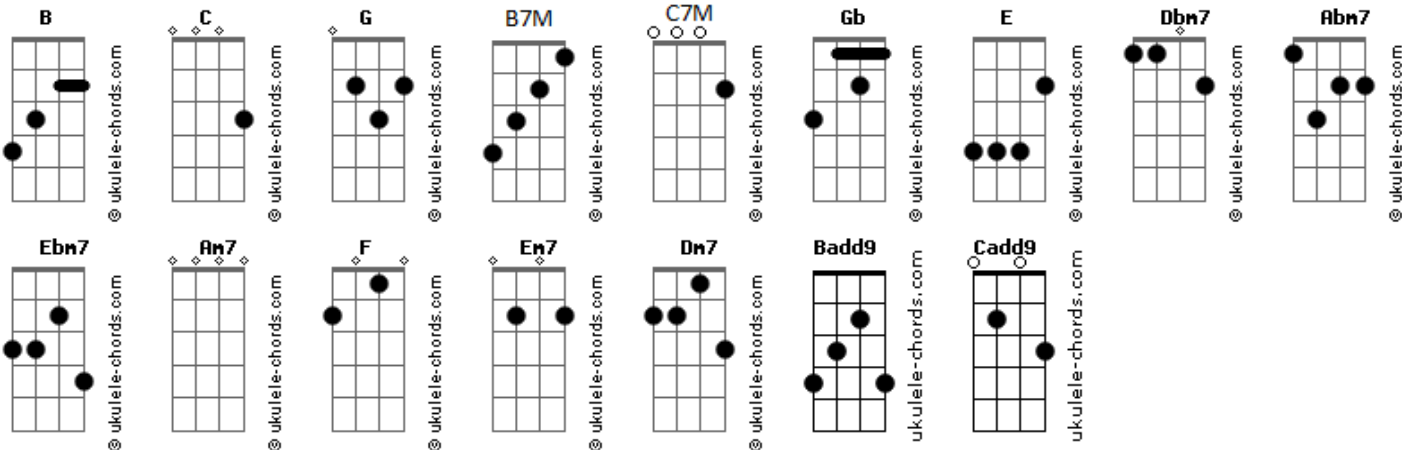 B C G B7M C7M Gb E Dbm7 Abm7
© ukulele-chords.com © ukulele-chords.com © ukulele-chords.com © ukulele-chords.com © ukulele-chords.com © ukulele-chords.com © ukulele-chords.com © ukulele-chords.com © ukulele-chords.com
Ebm7 Am7 F Em7 Dm7 Badd9 Cadd9
© ukulele-chords.com © ukulele-chords.com © ukulele-chords.com © ukulele-chords.com © ukulele-chords.com ukulele-chords.com ukulele-chords.com